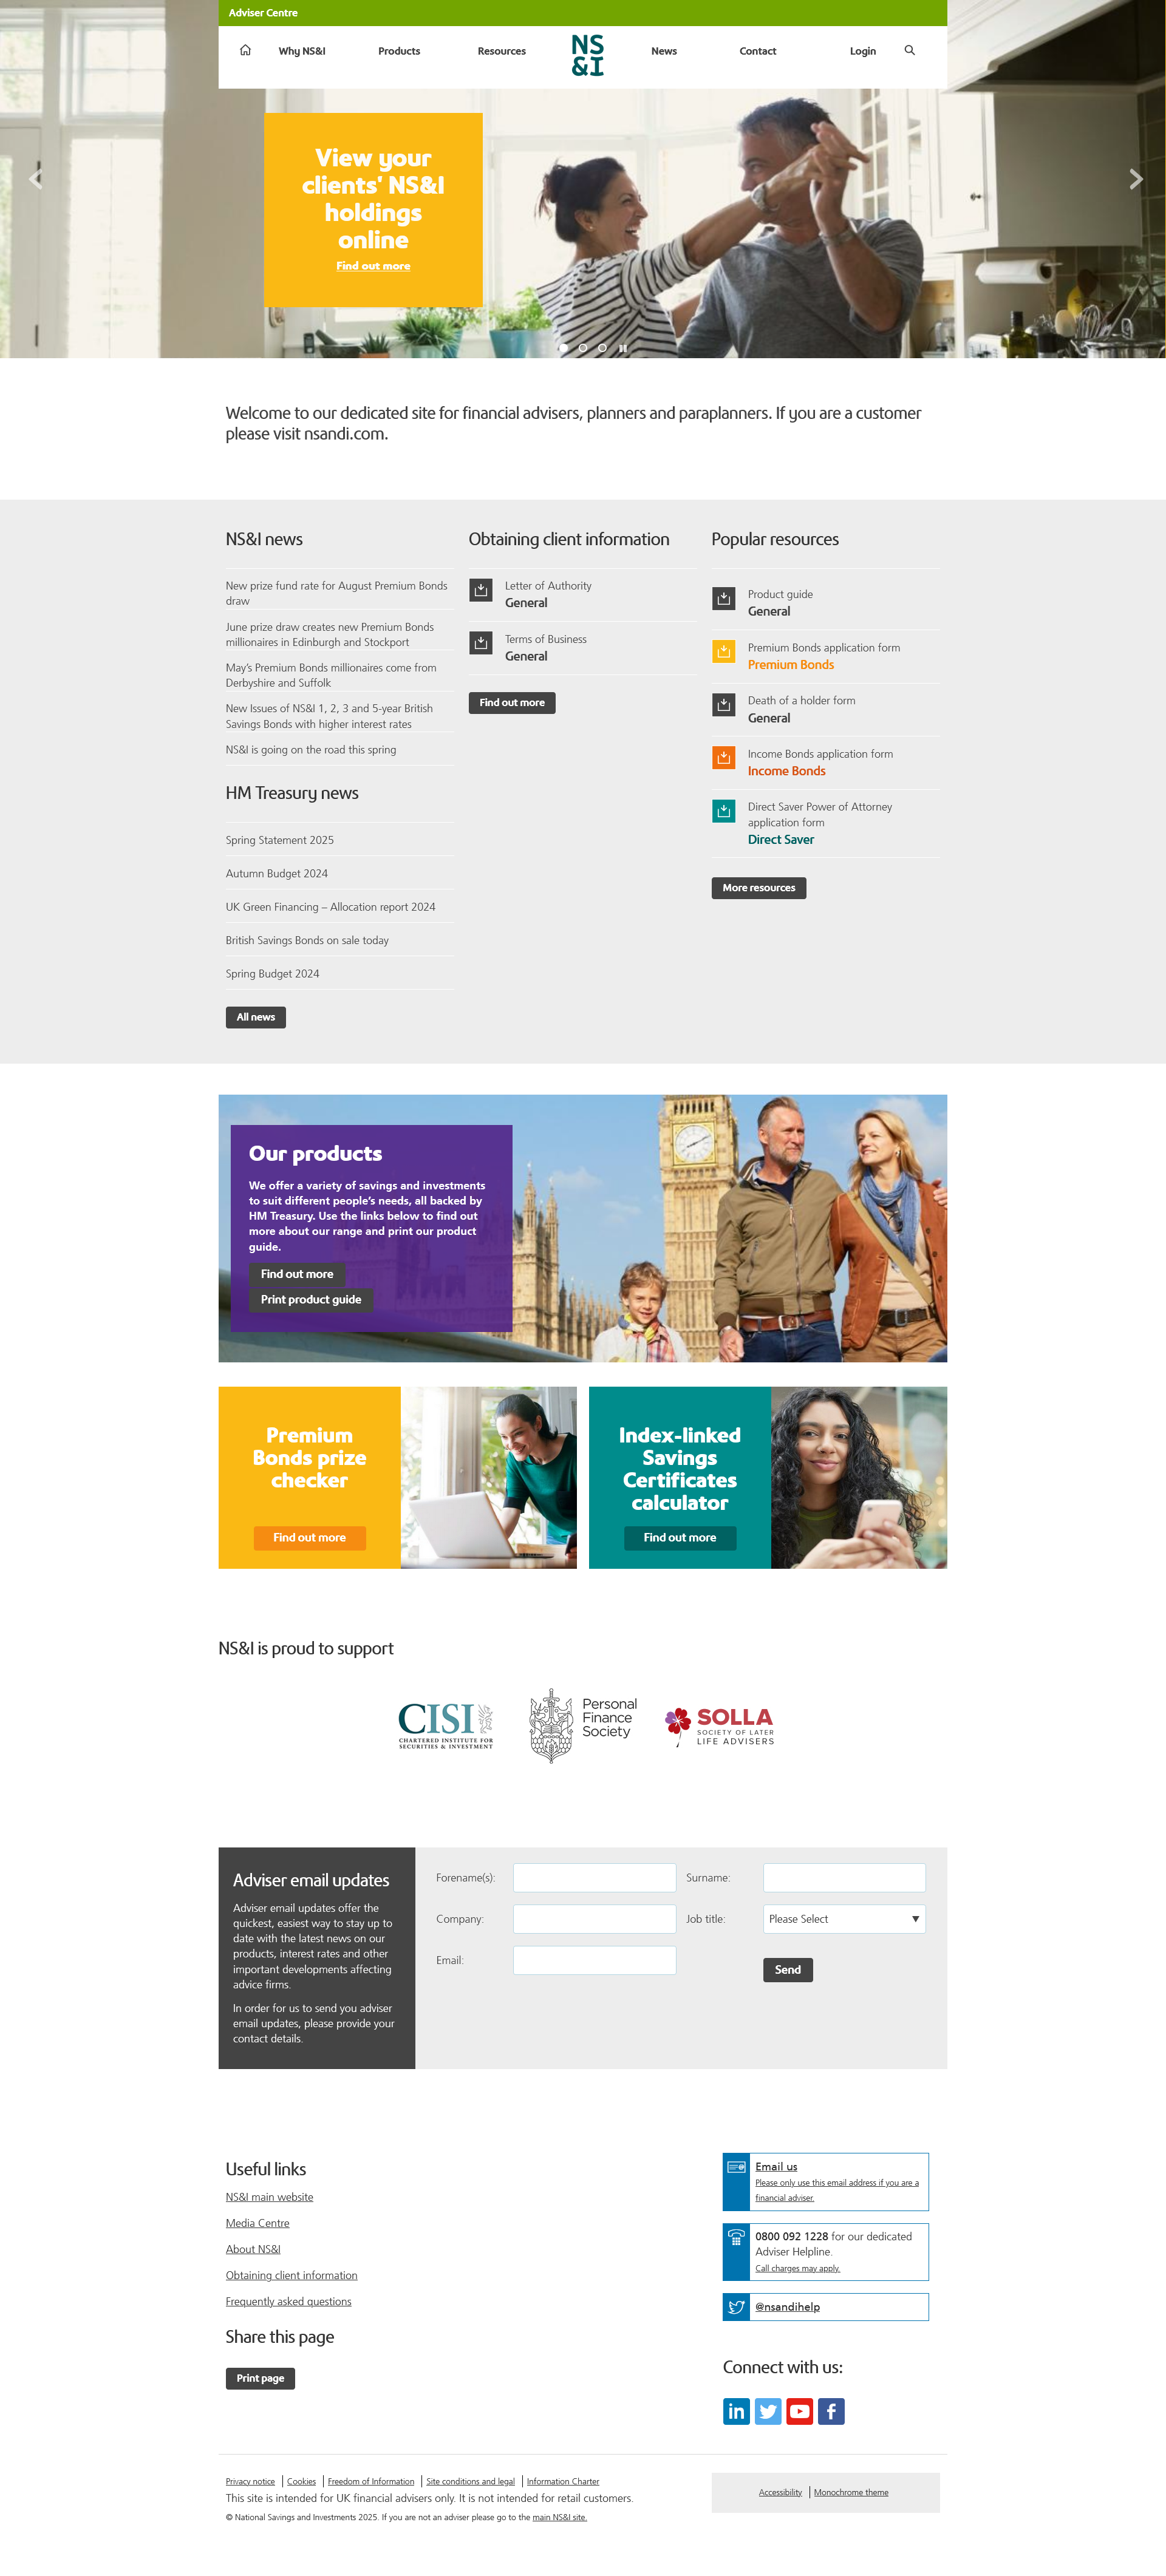 Adviser Centre
Why NS&I
Products
Resources
NS
&I
News
Contact
Login
View your
clients' NS&I
holdings
online
Find out more
Welcome to our dedicated site for financial advisers, planners and paraplanners. If you are a customer
please visit nsandi.com.
NS&I news
New prize fund rate for August Premium Bonds
draw
June prize draw creates new Premium Bonds
millionaires in Edinburgh and Stockport
May's Premium Bonds millionaires come from
Derbyshire and Suffolk
New Issues of NS&I 1, 2, 3 and 5-year British
Savings Bonds with higher interest rates
NS&I is going on the road this spring
HM Treasury news
Spring Statement 2025
Autumn Budget 2024
UK Green Financing – Allocation report 2024
British Savings Bonds on sale today
Spring Budget 2024
All news
Obtaining client information
Letter of Authority
General
Terms of Business
General
Find out more
Popular resources
Product guide
General
Premium Bonds application form
Premium Bonds
Death of a holder form
General
Income Bonds application form
Income Bonds
Direct Saver Power of Attorney
application form
Direct Saver
More resources
Our products
We offer a variety of savings and investments
to suit different people's needs, all backed by
HM Treasury. Use the links below to find out
more about our range and print our product
guide.
Find out more
Print product guide
Premium
Bonds prize
checker
Find out more
Index-linked
Savings
Certificates
calculator
Find out more
NS&I is proud to support
CISI
CHARTERED INSTITUTE FOR
SECURITIES & INVESTMENT
Personal
Finance
Society
SOLLA
SOCIETY OF LATER
LIFE ADVISERS
Adviser email updates
Adviser email updates offer the
quickest, easiest way to stay up to
date with the latest news on our
products, interest rates and other
important developments affecting
advice firms.
In order for us to send you adviser
email updates, please provide your
contact details.
Forename(s):
Surname:
Company:
Job title:
Please Select
Email:
Send
Useful links
NS&I main website
Media Centre
About NS&I
Obtaining client information
Frequently asked questions
Share this page
Print page
Email us
Please only use this email address if you are a
financial adviser.
0800 092 1228 for our dedicated
Adviser Helpline.
Call charges may apply.
@nsandihelp
Connect with us:
Privacy notice
Cookies
Freedom of Information
Site conditions and legal
Information Charter
This site is intended for UK financial advisers only. It is not intended for retail customers.
© National Savings and Investments 2025. If you are not an adviser please go to the main NS&I site.
Accessibility
Monochrome theme